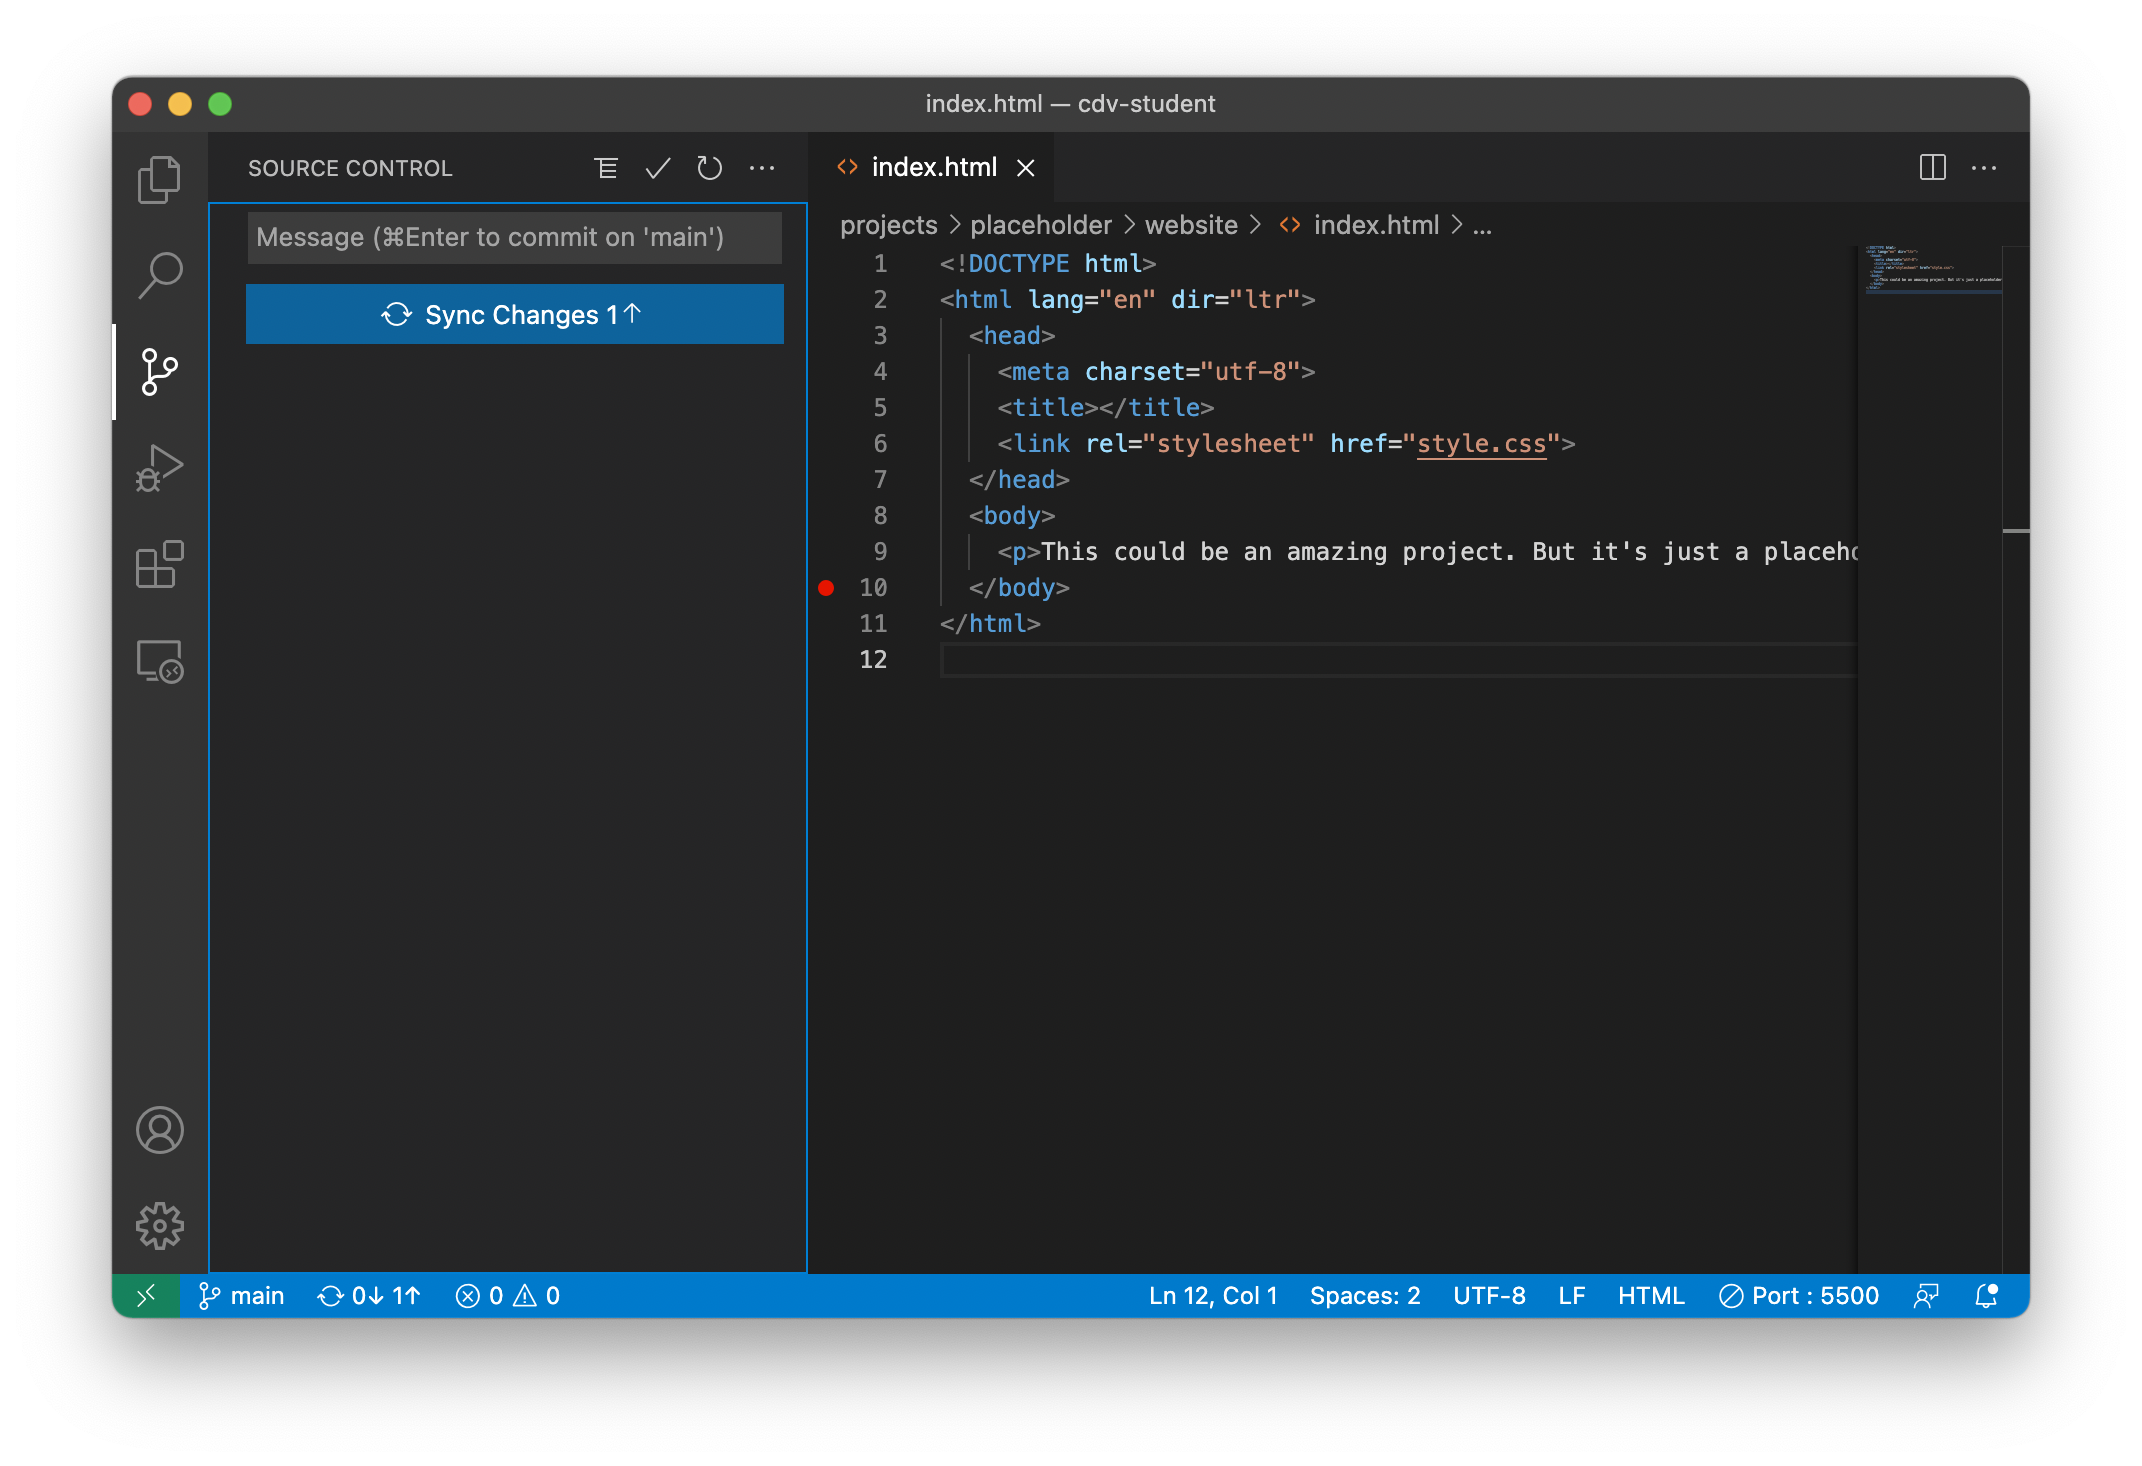 index.html — cdv-student
SOURCE CONTROL
Message (⌘Enter to commit on 'main')
Sync Changes 1↑
index.html
projects > placeholder > website > index.html > ...
1 <!DOCTYPE html>
2 <html lang="en" dir="ltr">
3 <head>
4 <meta charset="utf-8">
5 <title></title>
6 <link rel="stylesheet" href="style.css">
7 </head>
8 <body>
9 <p>This could be an amazing project. But it's just a placeho
10 </body>
11 </html>
12
main 0↓ 1↑ 0 0 Ln 12, Col 1 Spaces: 2 UTF-8 LF HTML Port : 5500